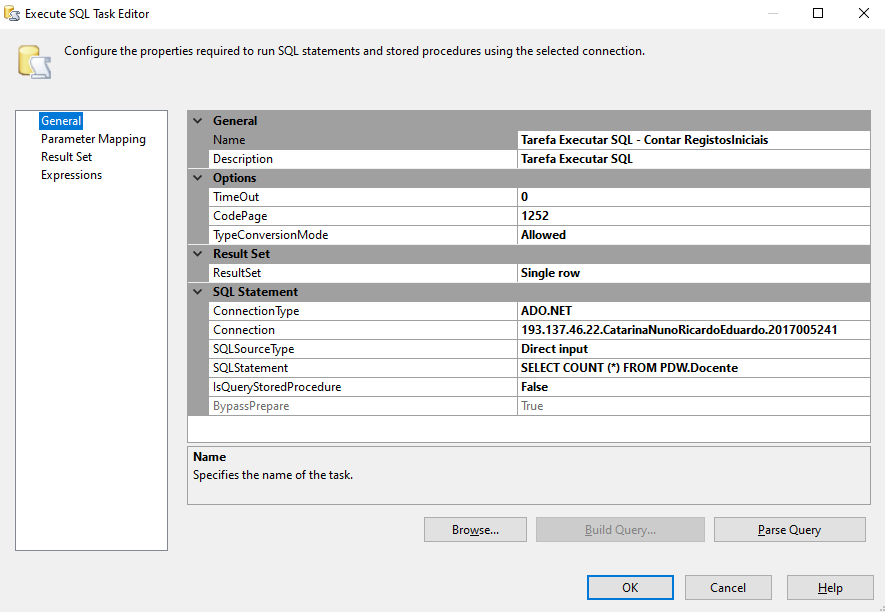 Execute SQL Task Editor
Configure the properties required to run SQL statements and stored procedures using the selected connection.
General
Parameter Mapping
Result Set
Expressions
General
Name Tarefa Executar SQL - Contar RegistosIniciais
Description Tarefa Executar SQL
Options
TimeOut 0
CodePage 1252
TypeConversionMode Allowed
Result Set
ResultSet Single row
SQL Statement
ConnectionType ADO.NET
Connection 193.137.46.22.CatarinaNunoRicardoEduardo.2017005241
SQLSourceType Direct input
SQLStatement SELECT COUNT (*) FROM PDW.Docente
IsQueryStoredProcedure False
BypassPrepare True
Name
Specifies the name of the task.
Browse... Build Query... Parse Query
OK Cancel Help